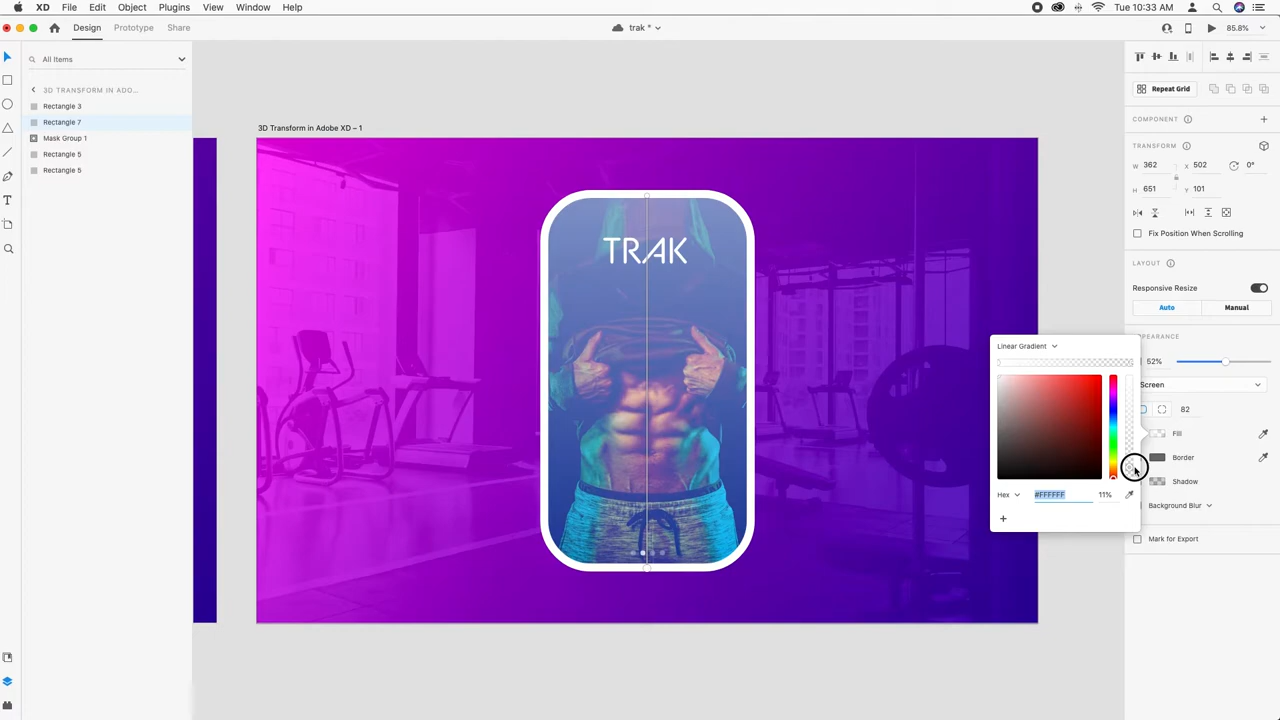 XD File Edit Object Plugins View Window Help
Tue 10:33 AM
Design Prototype Share
trak *
85.8%
All Items
3D TRANSFORM IN ADO...
Rectangle 3
Rectangle 7
Mask Group 1
Rectangle 5
Rectangle 5
3D Transform in Adobe XD – 1
TRAK
Repeat Grid
COMPONENT
TRANSFORM
W 362 X 502 0°
H 651 Y 101
Fix Position When Scrolling
LAYOUT
Responsive Resize
Auto Manual
APPEARANCE
52%
Screen
82
Fill
Border
Shadow
Background Blur
Mark for Export
Linear Gradient
Hex #FFFFFF 11%